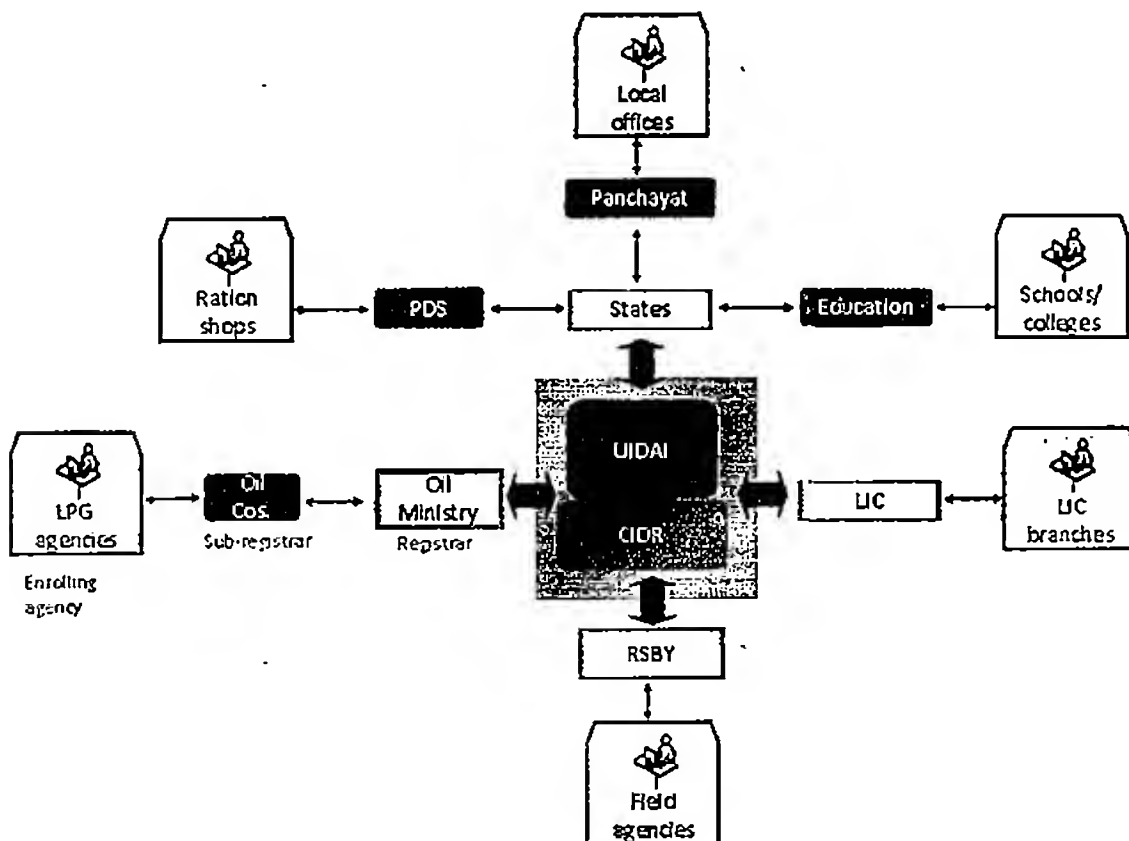 Local
offices
Panchayat
Ration
shops
PDS
States
Education
Schools/
colleges
UIDAI
LPG
agencies
Oil
Cos.
Oil
Ministry
LIC
LIC
branches
CIDR
Sub-registrar
Registrar
Enrolling
agency
RSBY
Field
agencies